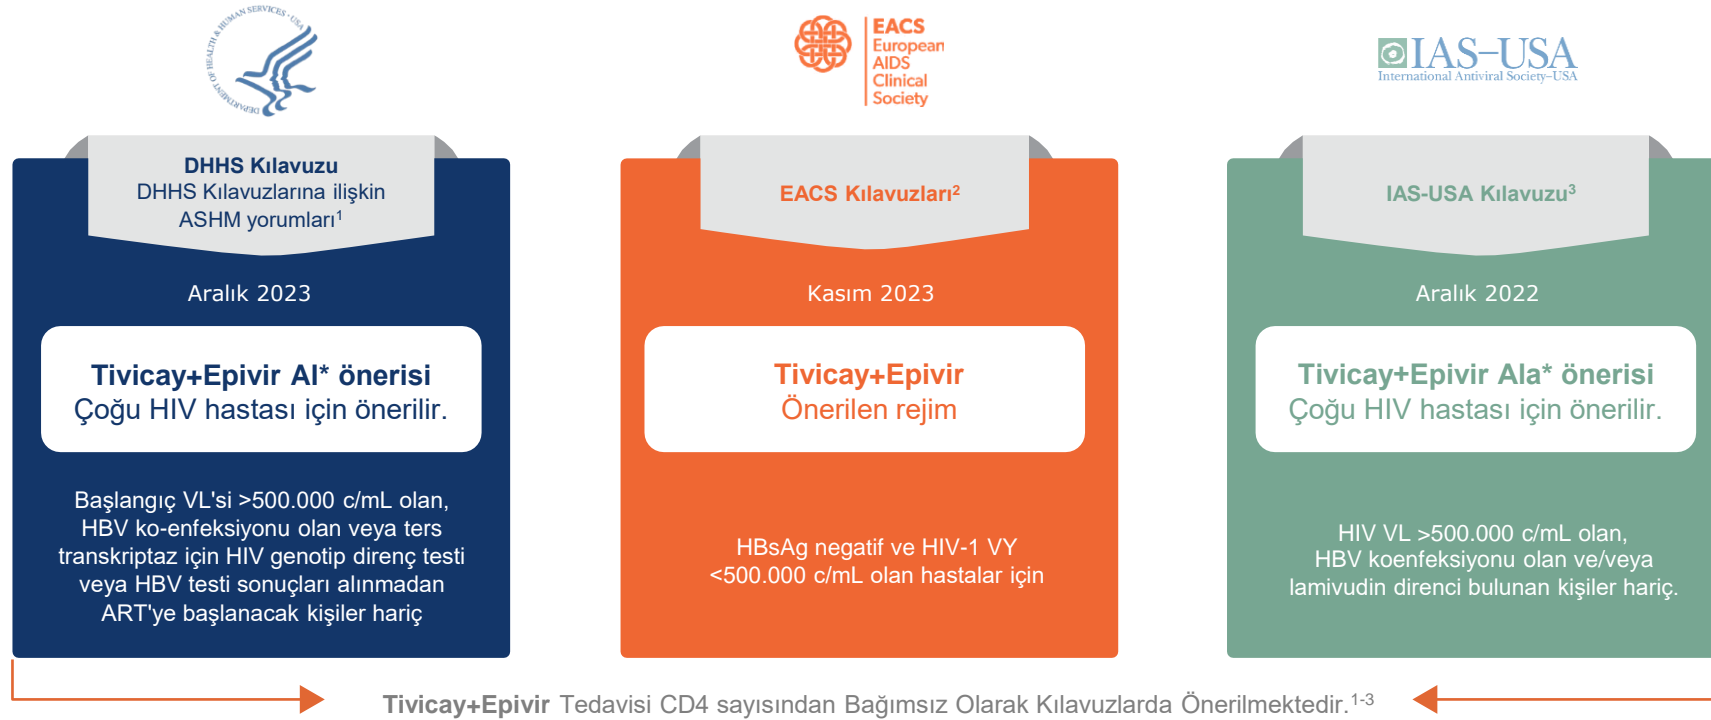 DEPARTMENT OF HEALTH & HUMAN SERVICES • USA
EACS
European
AIDS
Clinical
Society
IAS–USA
International Antiviral Society–USA
DHHS Kılavuzu
DHHS Kılavuzlarına ilişkin
ASHM yorumları¹
Aralık 2023
Tivicay+Epivir AI* önerisi
Çoğu HIV hastası için önerilir.
Başlangıç VL'si >500.000 c/mL olan,
HBV ko-enfeksiyonu olan veya ters
transkriptaz için HIV genotip direnç testi
veya HBV testi sonuçları alınmadan
ART'ye başlanacak kişiler hariç
EACS Kılavuzları²
Kasım 2023
Tivicay+Epivir
Önerilen rejim
HBsAg negatif ve HIV-1 VY
<500.000 c/mL olan hastalar için
IAS-USA Kılavuzu³
Aralık 2022
Tivicay+Epivir Ala* önerisi
Çoğu HIV hastası için önerilir.
HIV VL >500.000 c/mL olan,
HBV koenfeksiyonu olan ve/veya
lamivudin direnci bulunan kişiler hariç.
Tivicay+Epivir Tedavisi CD4 sayısından Bağımsız Olarak Kılavuzlarda Önerilmektedir.¹⁻³